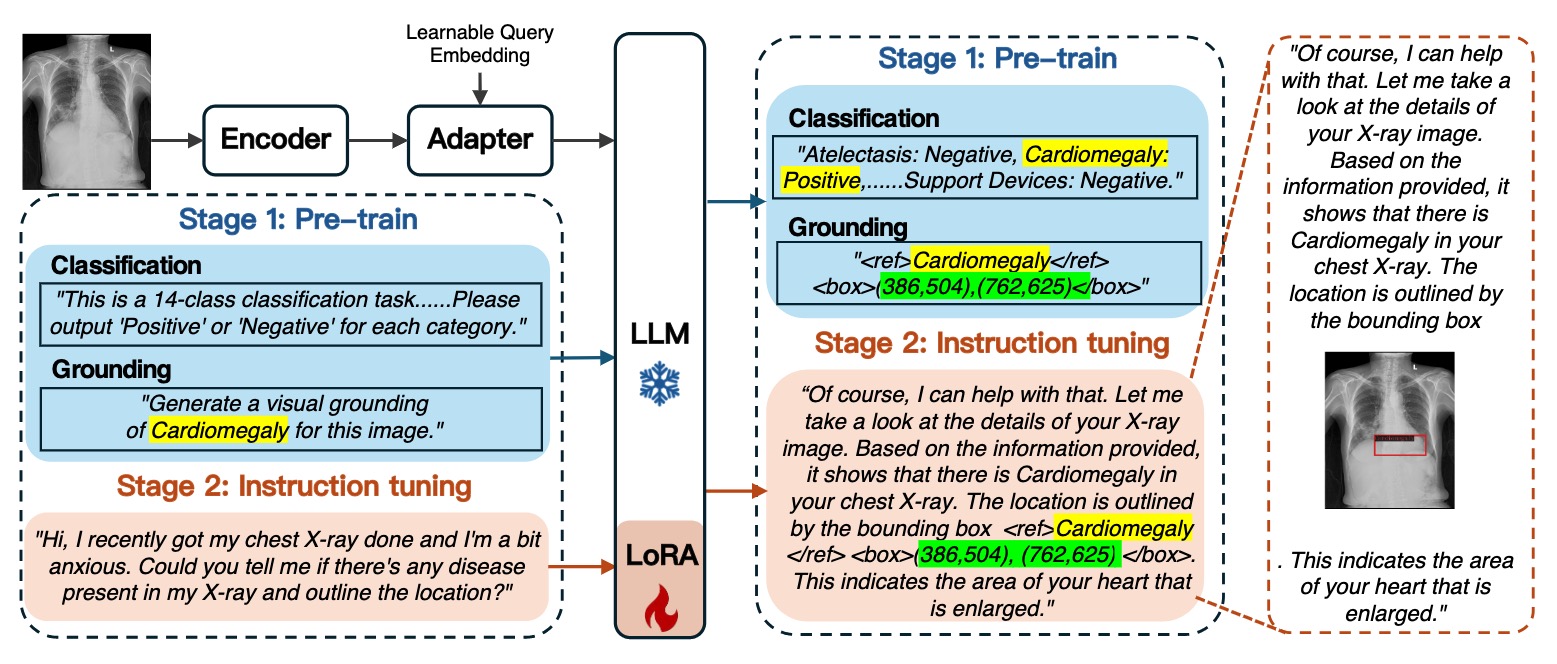 Learnable Query
Embedding
Encoder
Adapter
Stage 1: Pre-train
Classification
"This is a 14-class classification task......Please
output 'Positive' or 'Negative' for each category."
Grounding
"Generate a visual grounding
of Cardiomegaly for this image."
Stage 2: Instruction tuning
"Hi, I recently got my chest X-ray done and I'm a bit
anxious. Could you tell me if there's any disease
present in my X-ray and outline the location?"
LLM
LoRA
Stage 1: Pre-train
Classification
"Atelectasis: Negative, Cardiomegaly:
Positive,......Support Devices: Negative."
Grounding
"<ref>Cardiomegaly</ref>
<box>(386,504),(762,625)</box>"
Stage 2: Instruction tuning
“Of course, I can help with that. Let me
take a look at the details of your X-ray
image. Based on the information provided,
it shows that there is Cardiomegaly in
your chest X-ray. The location is outlined
by the bounding box <ref>Cardiomegaly
</ref> <box>(386,504), (762,625) </box>.
This indicates the area of your heart that
is enlarged."
"Of course, I can help
with that. Let me take a
look at the details of
your X-ray image.
Based on the
information provided, it
shows that there is
Cardiomegaly in your
chest X-ray. The
location is outlined by
the bounding box
L
. This indicates the area
of your heart that is
enlarged."